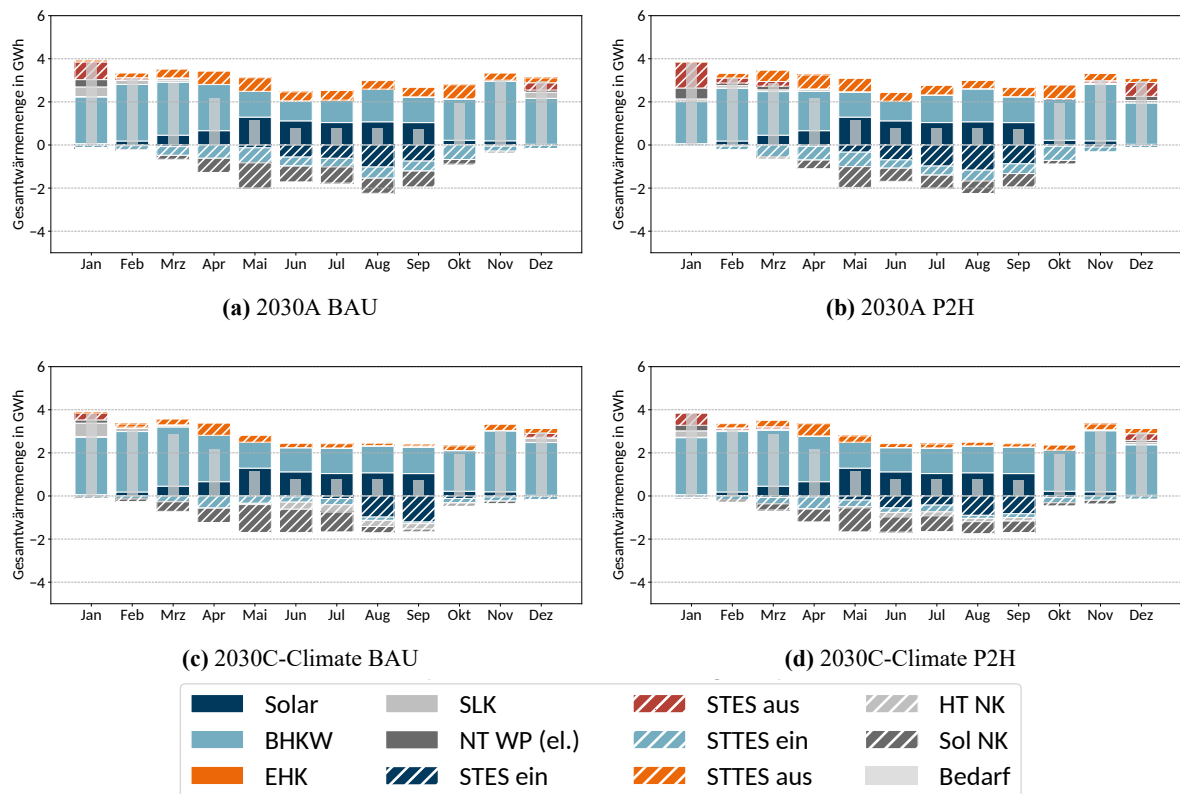 6
4
2
0
−2
−4
Gesamtwärmemenge in GWh
Jan Feb Mrz Apr Mai Jun Jul Aug Sep Okt Nov Dez
(a) 2030A BAU
6
4
2
0
−2
−4
Gesamtwärmemenge in GWh
Jan Feb Mrz Apr Mai Jun Jul Aug Sep Okt Nov Dez
(b) 2030A P2H
6
4
2
0
−2
−4
Gesamtwärmemenge in GWh
Jan Feb Mrz Apr Mai Jun Jul Aug Sep Okt Nov Dez
(c) 2030C-Climate BAU
6
4
2
0
−2
−4
Gesamtwärmemenge in GWh
Jan Feb Mrz Apr Mai Jun Jul Aug Sep Okt Nov Dez
(d) 2030C-Climate P2H
Solar
BHKW
EHK
SLK
NT WP (el.)
STES ein
STES aus
STTES ein
STTES aus
HT NK
Sol NK
Bedarf